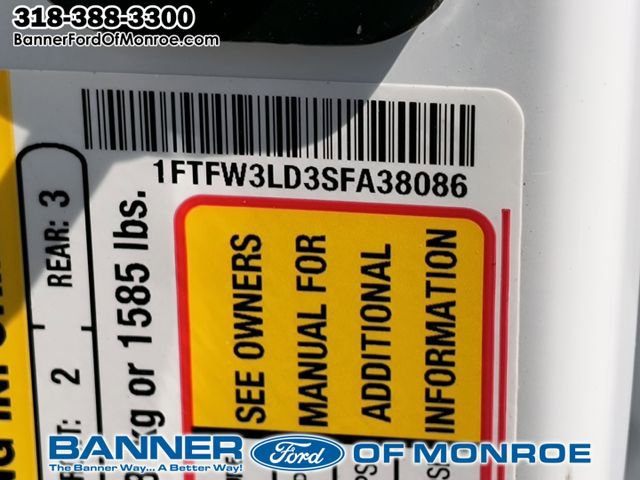 318-388-3300
BannerFordOfMonroe.com
1FTFW3LD3SFA38086
REAR: 3
2
kg or 1585 lbs.
SEE OWNERS
MANUAL FOR
ADDITIONAL
INFORMATION
BANNER Ford OF MONROE
The Banner Way... A Better Way!